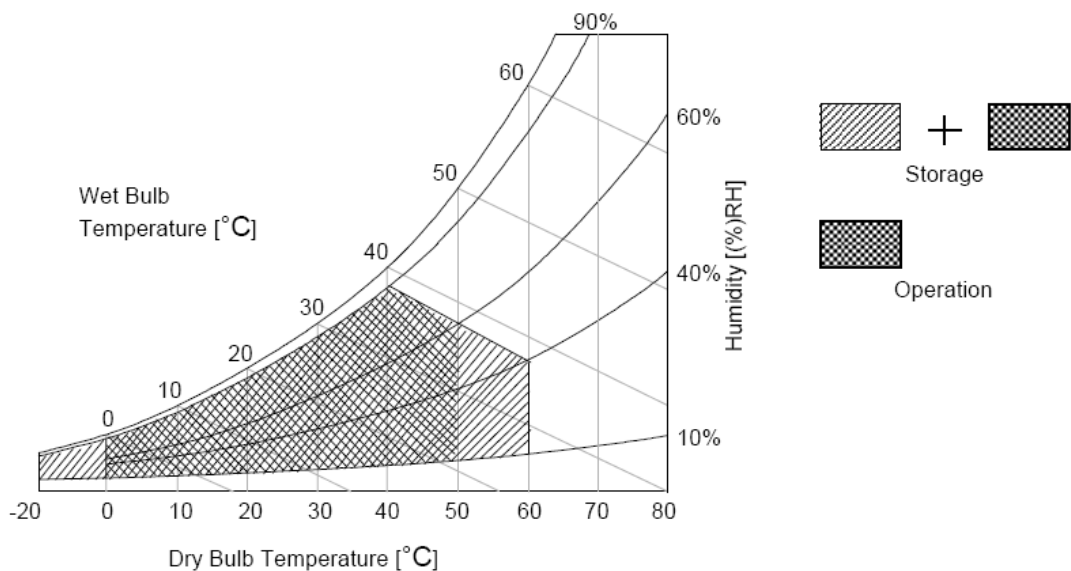 90%
60
60%
50
Wet Bulb
Temperature [°C]
Storage
40
40%
Humidity [(%)RH]
Operation
30
20
10
0
10%
-20 0 10 20 30 40 50 60 70 80
Dry Bulb Temperature [°C]